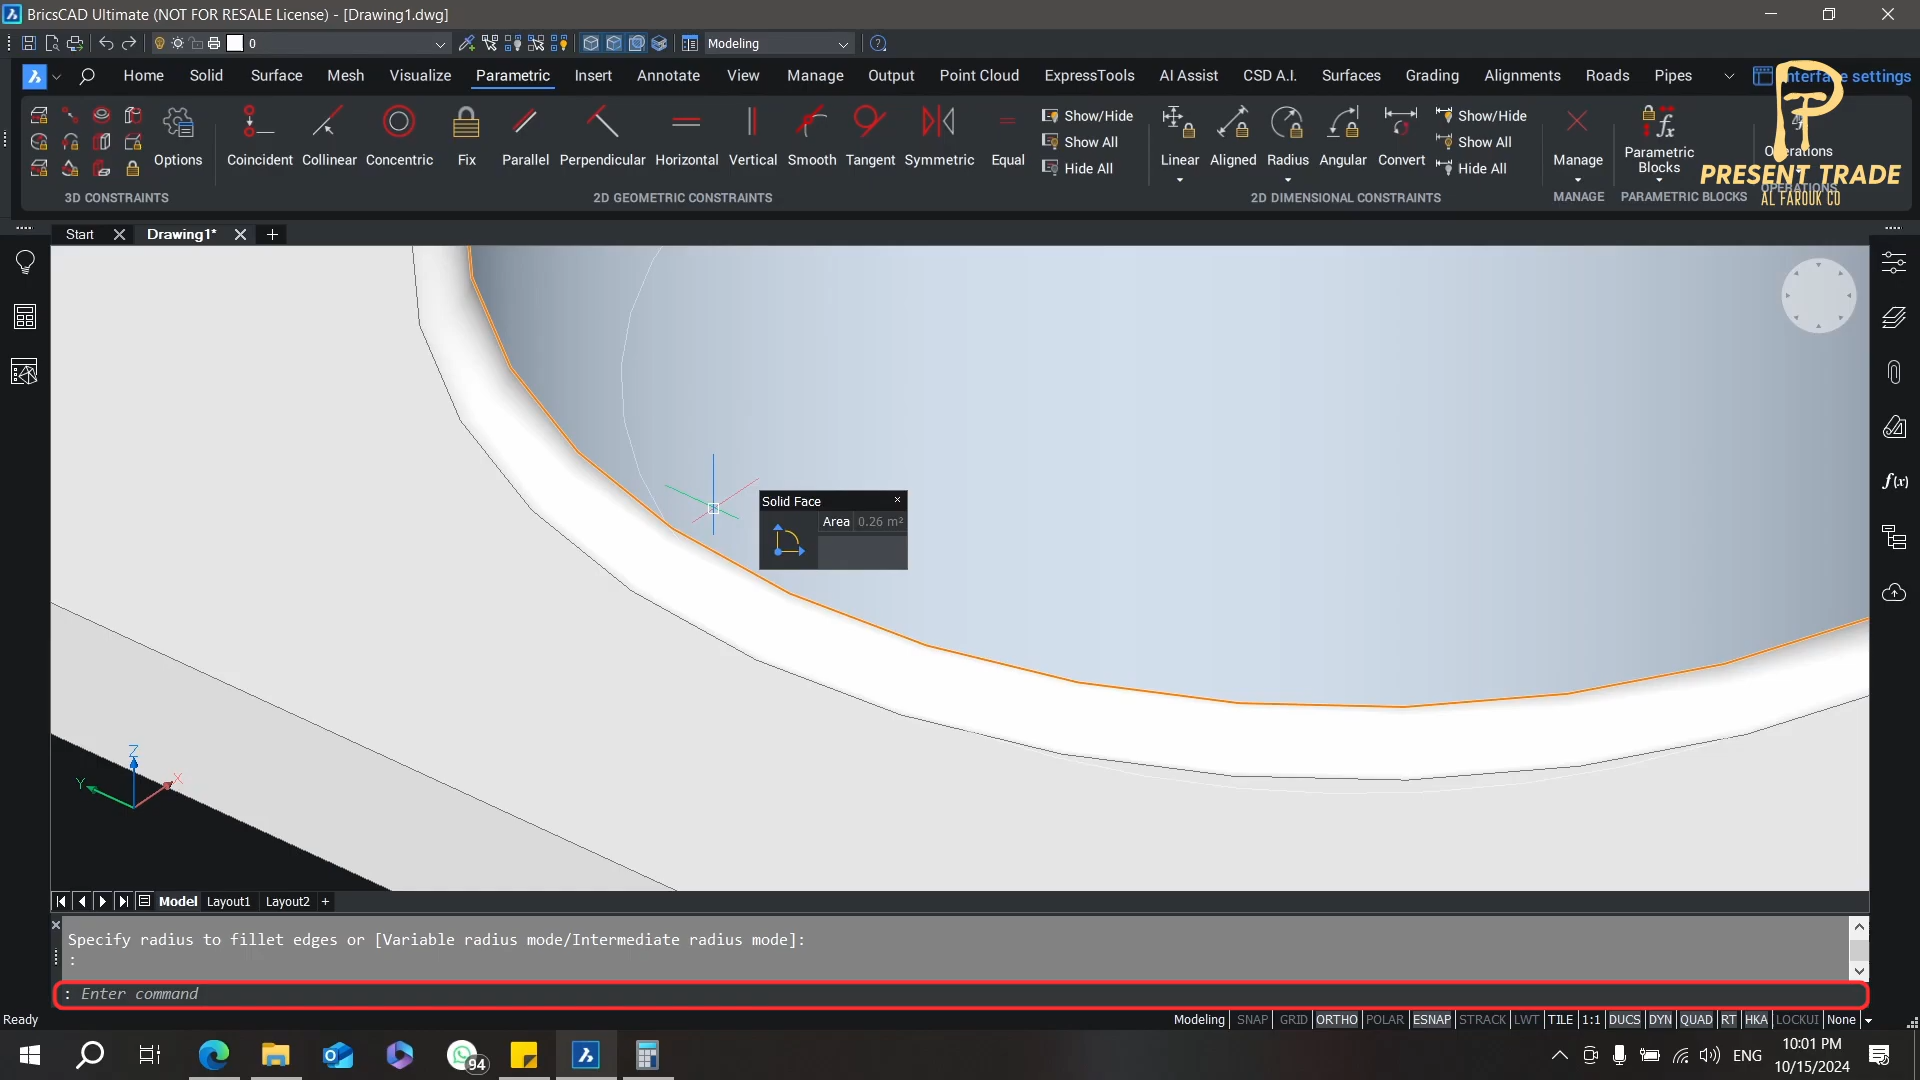 BricsCAD Ultimate (NOT FOR RESALE License) - [Drawing1.dwg]
0
Modeling
Home Solid Surface Mesh Visualize Parametric Insert Annotate View Manage Output Point Cloud ExpressTools AI Assist CSD A.I. Surfaces Grading Alignments Roads Pipes
Interface settings
Options
3D CONSTRAINTS
Coincident Collinear Concentric Fix Parallel Perpendicular Horizontal Vertical Smooth Tangent Symmetric Equal
Show/Hide
Show All
Hide All
2D GEOMETRIC CONSTRAINTS
Linear Aligned Radius Angular Convert
Show/Hide
Show All
Hide All
2D DIMENSIONAL CONSTRAINTS
Manage
MANAGE
Parametric
Blocks
PARAMETRIC BLOCKS
Operations
OPERATIONS
PRESENT TRADE
AL FAROUK CO
Start Drawing1*
f(x)
Solid Face
Area 0.26 m²
Z
Y
X
Model Layout1 Layout2 +
Specify radius to fillet edges or [Variable radius mode/Intermediate radius mode]:
:
: Enter command
Ready
Modeling SNAP GRID ORTHO POLAR ESNAP STRACK LWT TILE 1:1 DUCS DYN QUAD RT HKA LOCKUI None
94
ENG
10:01 PM
10/15/2024